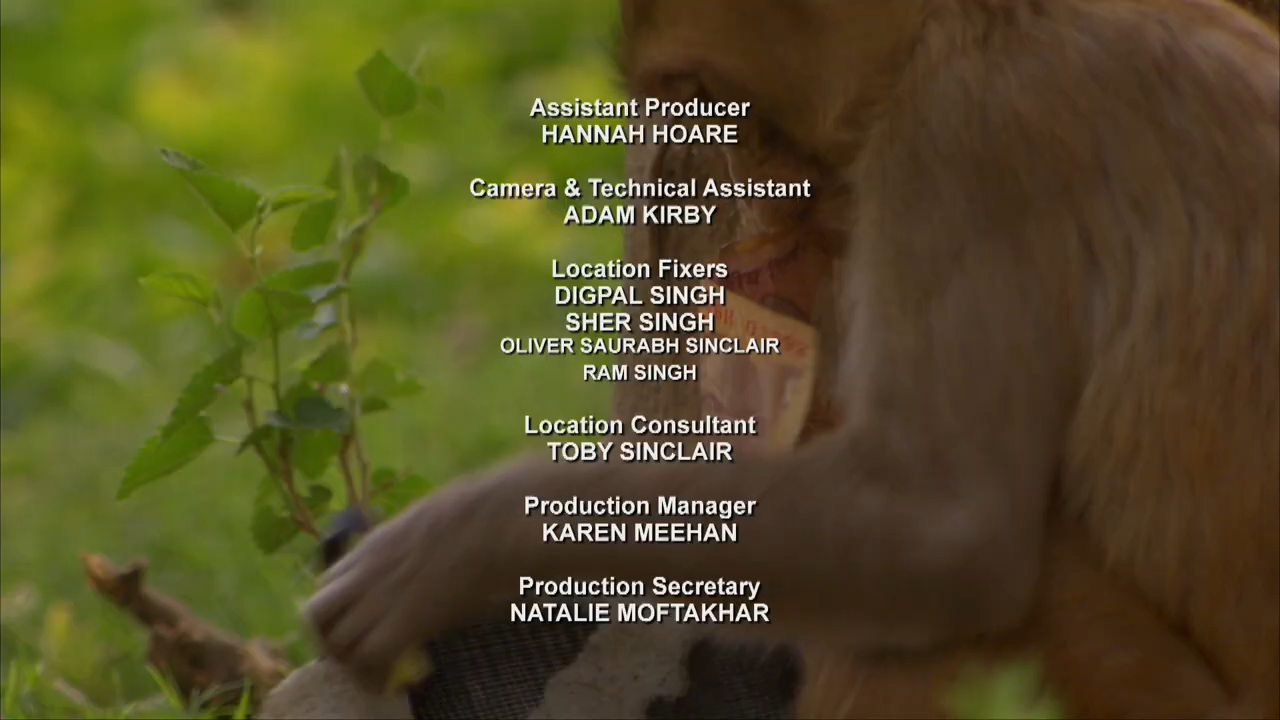 Assistant Producer
HANNAH HOARE
Camera & Technical Assistant
ADAM KIRBY
Location Fixers
DIGPAL SINGH
SHER SINGH
OLIVER SAURABH SINCLAIR
RAM SINGH
Location Consultant
TOBY SINCLAIR
Production Manager
KAREN MEEHAN
Production Secretary
NATALIE MOFTAKHAR